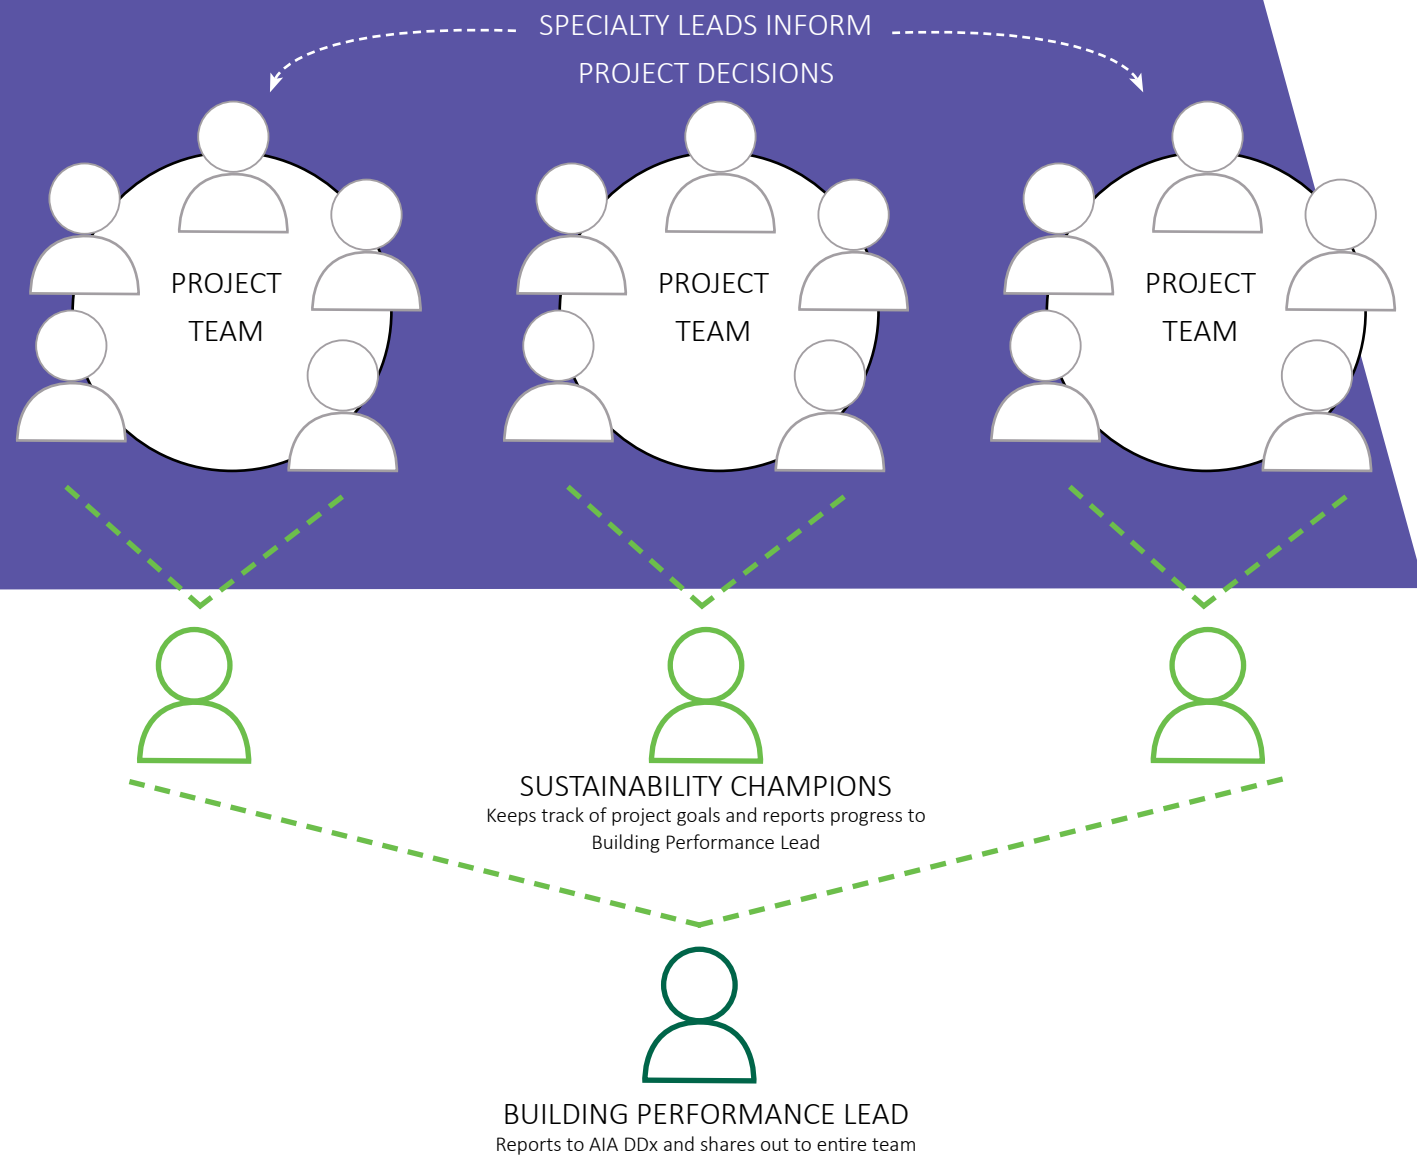 SPECIALTY LEADS INFORM
PROJECT DECISIONS
PROJECT
TEAM
PROJECT
TEAM
PROJECT
TEAM
SUSTAINABILITY CHAMPIONS
Keeps track of project goals and reports progress to
Building Performance Lead
BUILDING PERFORMANCE LEAD
Reports to AIA DDx and shares out to entire team